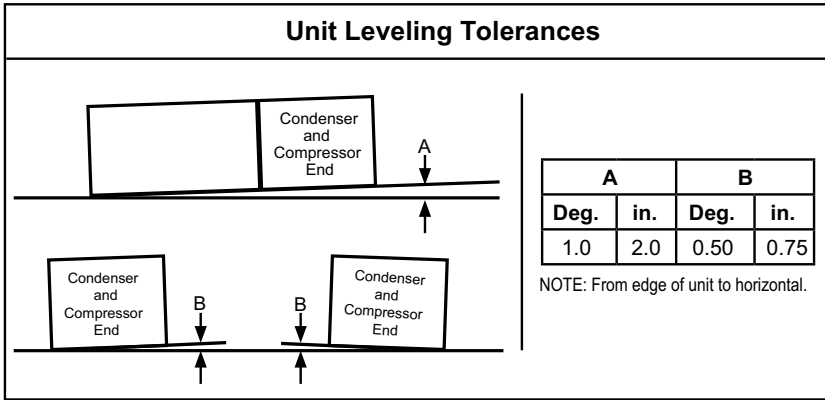 Unit Leveling Tolerances
Condenser
and
Compressor
End
A
Condenser
and
Compressor
End
B
B
Condenser
and
Compressor
End
A B
Deg. in. Deg. in.
1.0 2.0 0.50 0.75
NOTE: From edge of unit to horizontal.